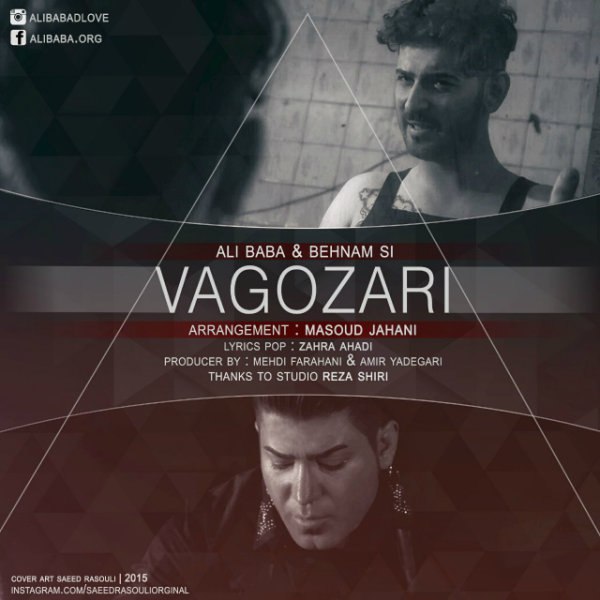 ALIBABADLOVE
ALIBABA.ORG
ALI BABA & BEHNAM SI
VAGOZARI
ARRANGEMENT : MASOUD JAHANI
LYRICS POP : ZAHRA AHADI
PRODUCER BY : MEHDI FARAHANI & AMIR YADEGARI
THANKS TO STUDIO REZA SHIRI
COVER ART SAEED RASOULI | 2015
INSTAGRAM.COM/SAEEDRASOULIORGINAL